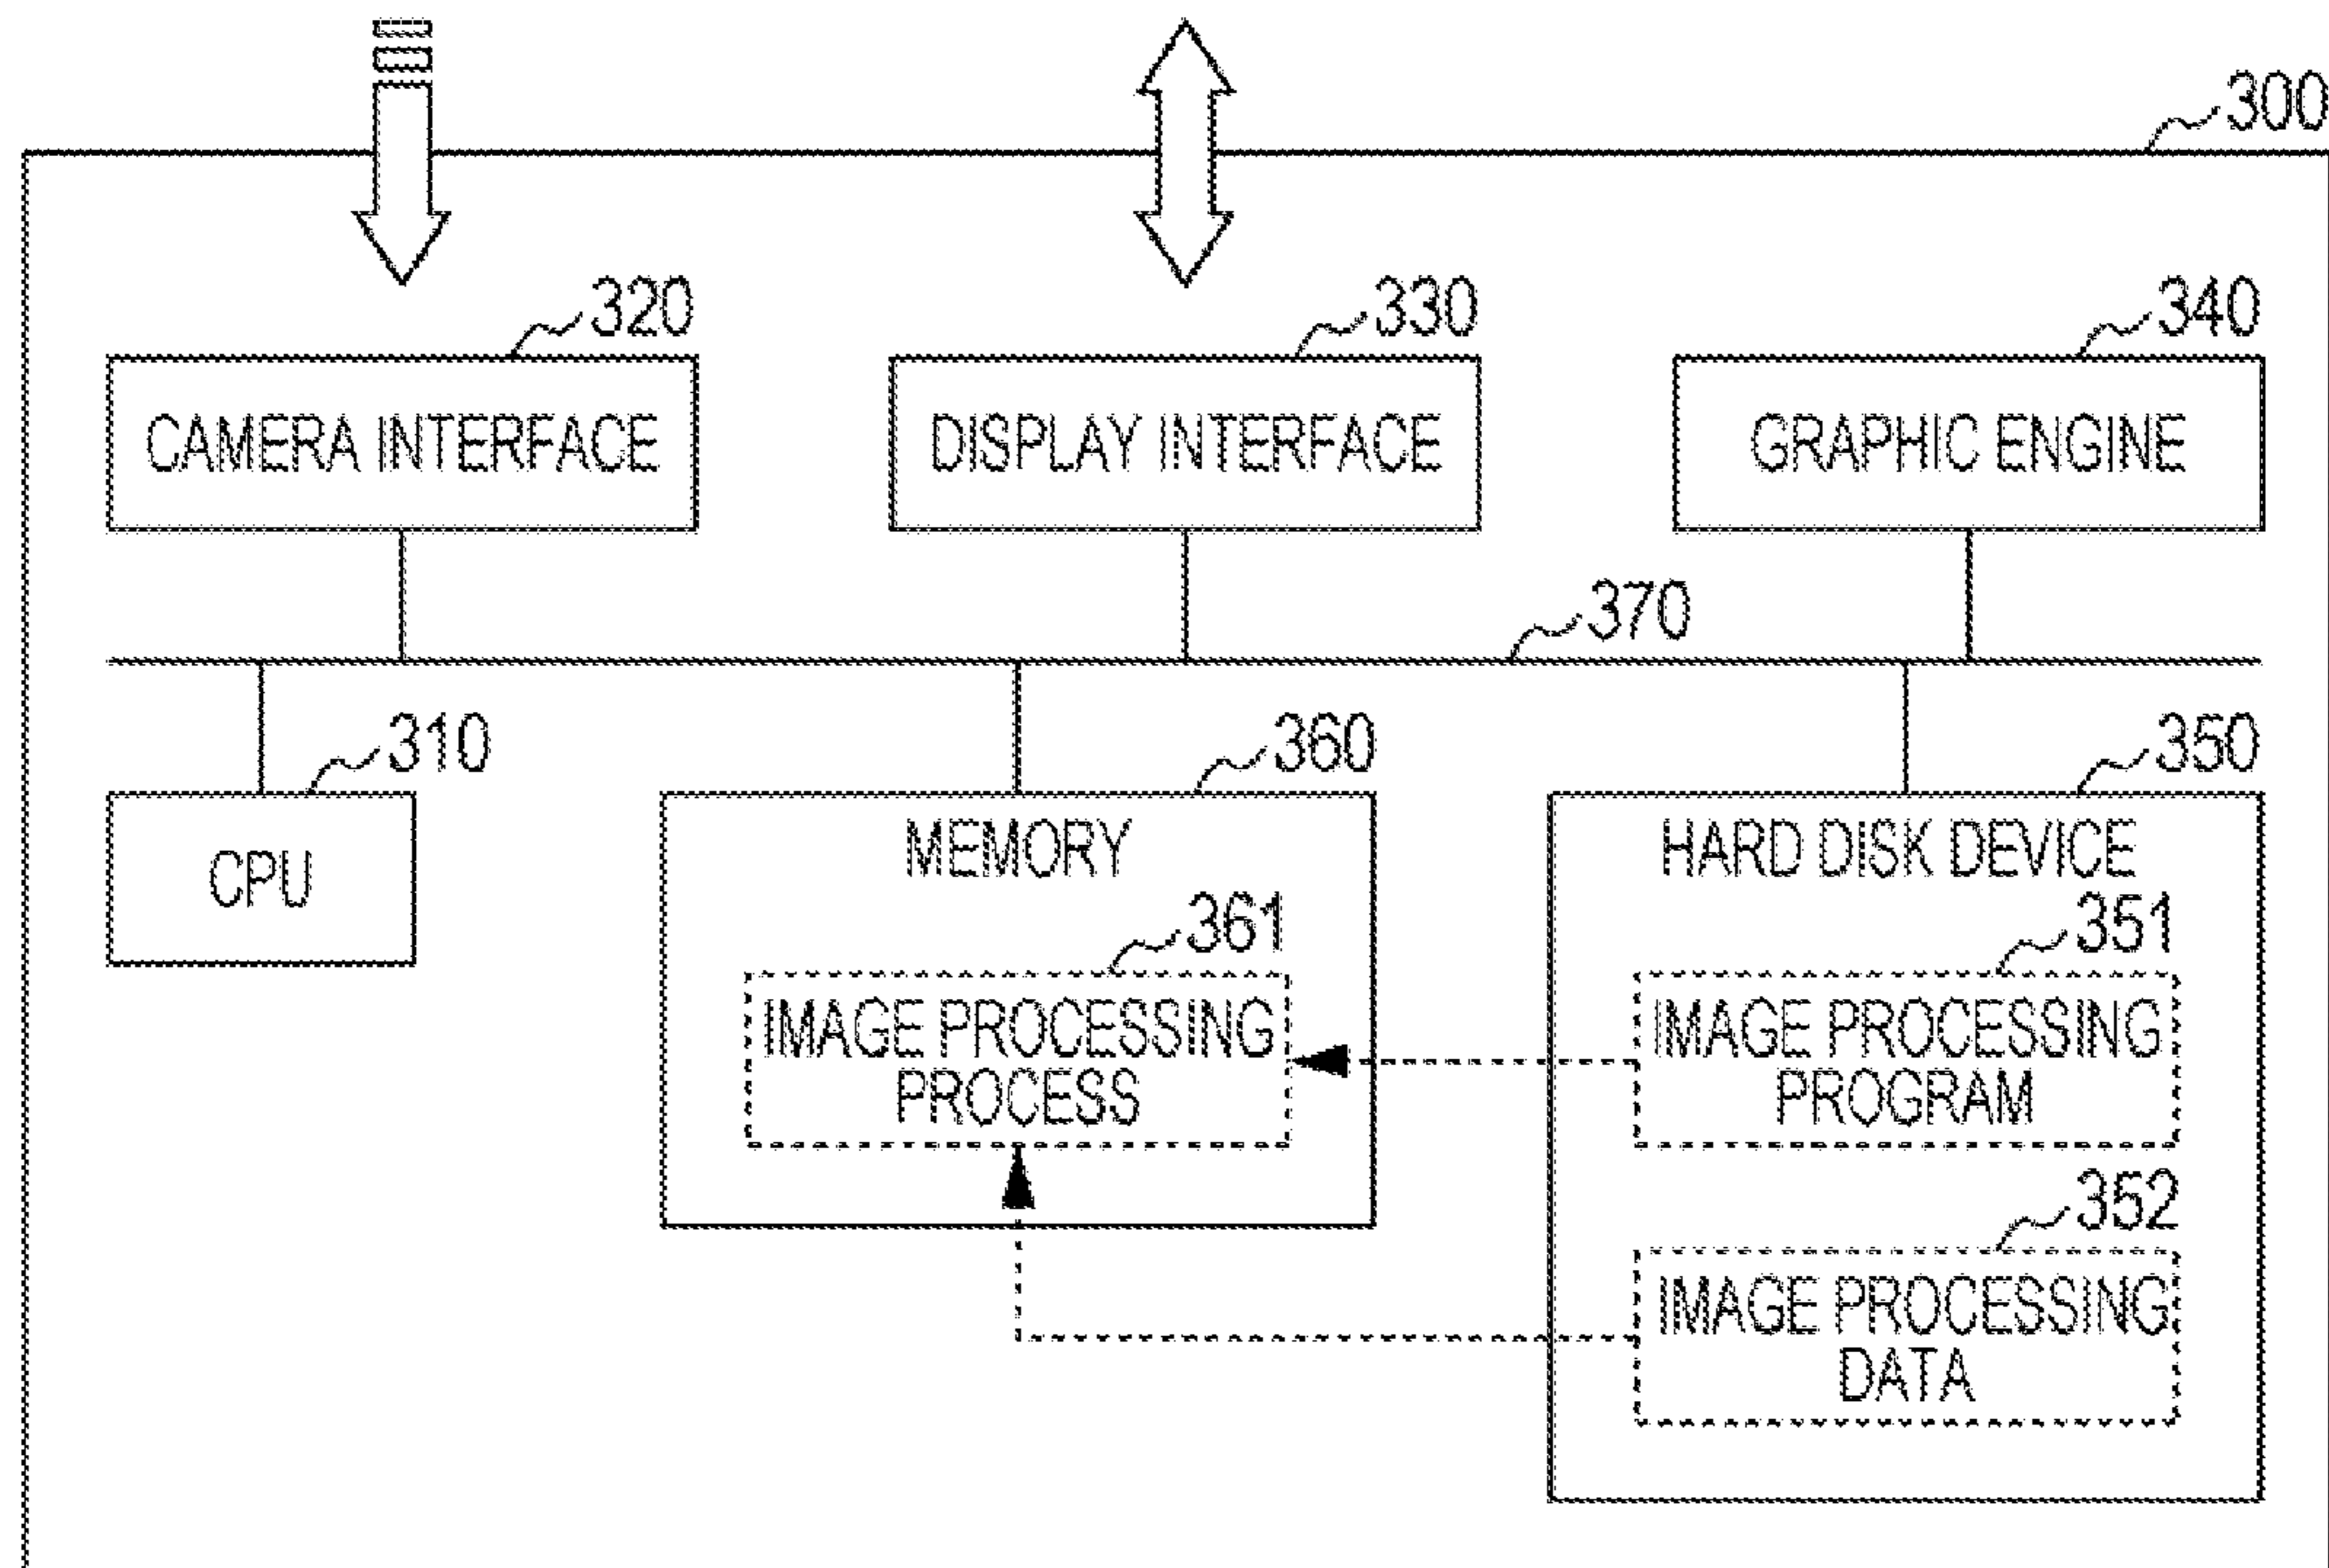 300
320
330
340
CAMERA INTERFACE
DISPLAY INTERFACE
GRAPHIC ENGINE
370
310
360
350
CPU
MEMORY
HARD DISK DEVICE
361
351
IMAGE PROCESSING
PROCESS
IMAGE PROCESSING
PROGRAM
352
IMAGE PROCESSING
DATA